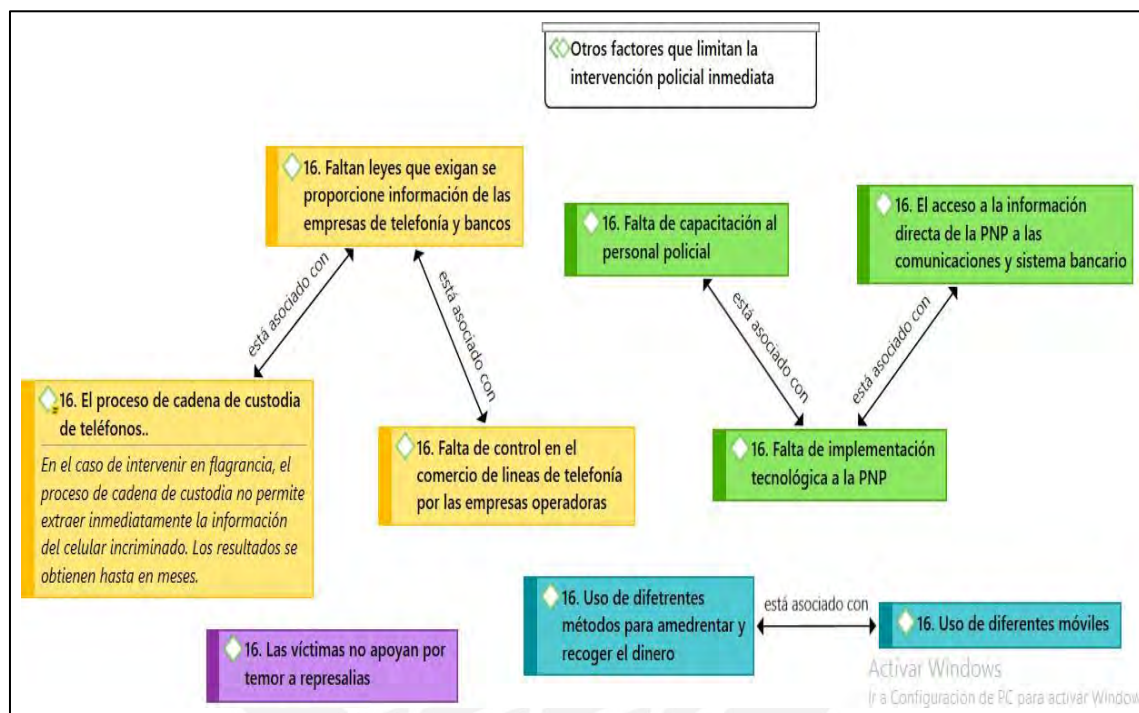 Otros factores que limitan la
intervención policial inmediata
16. Faltan leyes que exigan se
proporcione información de las
empresas de telefonía y bancos
16. Falta de capacitación al
personal policial
16. El acceso a la información
directa de la PNP a las
comunicaciones y sistema bancario
está asociado con
está asociado con
está asociado con
está asociado con
16. El proceso de cadena de custodia
de teléfonos..
En el caso de intervenir en flagrancia, el
proceso de cadena de custodia no permite
extraer inmediatamente la información
del celular incriminado. Los resultados se
obtienen hasta en meses.
16. Falta de control en el
comercio de lineas de telefonía
por las empresas operadoras
16. Falta de implementación
tecnológica a la PNP
16. Uso de difetrentes
métodos para amedrentar y
recoger el dinero
está asociado con
16. Uso de diferentes móviles
16. Las víctimas no apoyan por
temor a represalias
Activar Windows
Ir a Configuración de PC para activar Window